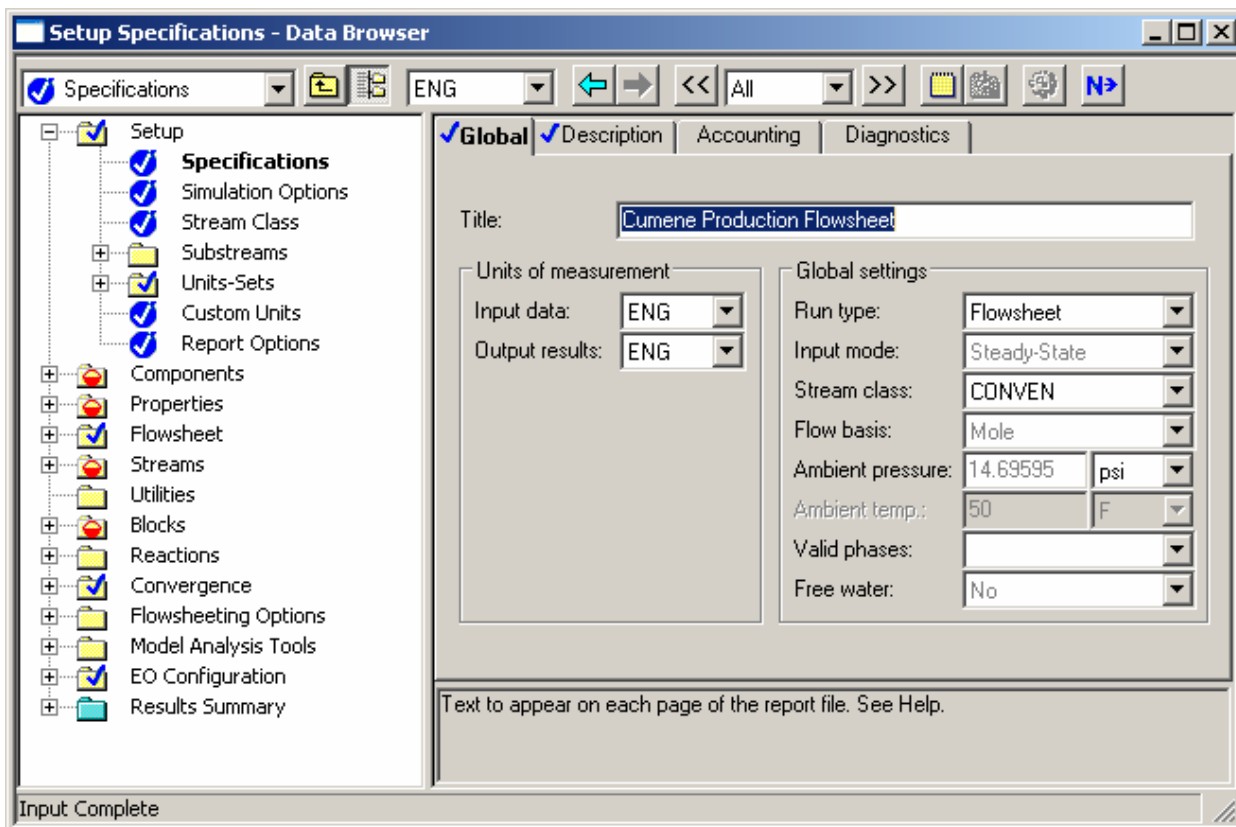 Setup Specifications - Data Browser
Specifications ENG << All >> N
Setup
Specifications
Simulation Options
Stream Class
Substreams
Units-Sets
Custom Units
Report Options
Components
Properties
Flowsheet
Streams
Utilities
Blocks
Reactions
Convergence
Flowsheeting Options
Model Analysis Tools
EO Configuration
Results Summary
Global Description Accounting Diagnostics
Title: Cumene Production Flowsheet
Units of measurement
Input data: ENG
Output results: ENG
Global settings
Run type: Flowsheet
Input mode: Steady-State
Stream class: CONVEN
Flow basis: Mole
Ambient pressure: 14.69595 psi
Ambient temp.: 50 F
Valid phases:
Free water: No
Text to appear on each page of the report file. See Help.
Input Complete